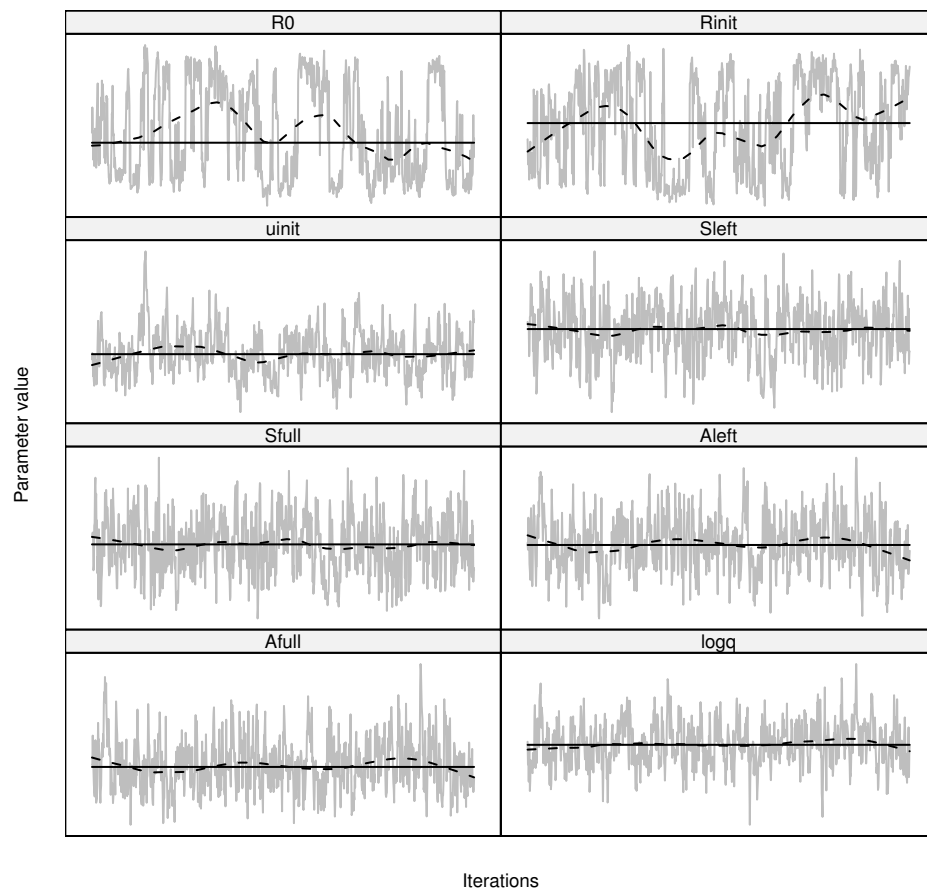 R0
Rinit
uinit
Sleft
Sfull
Aleft
Afull
logq
Parameter value
Iterations